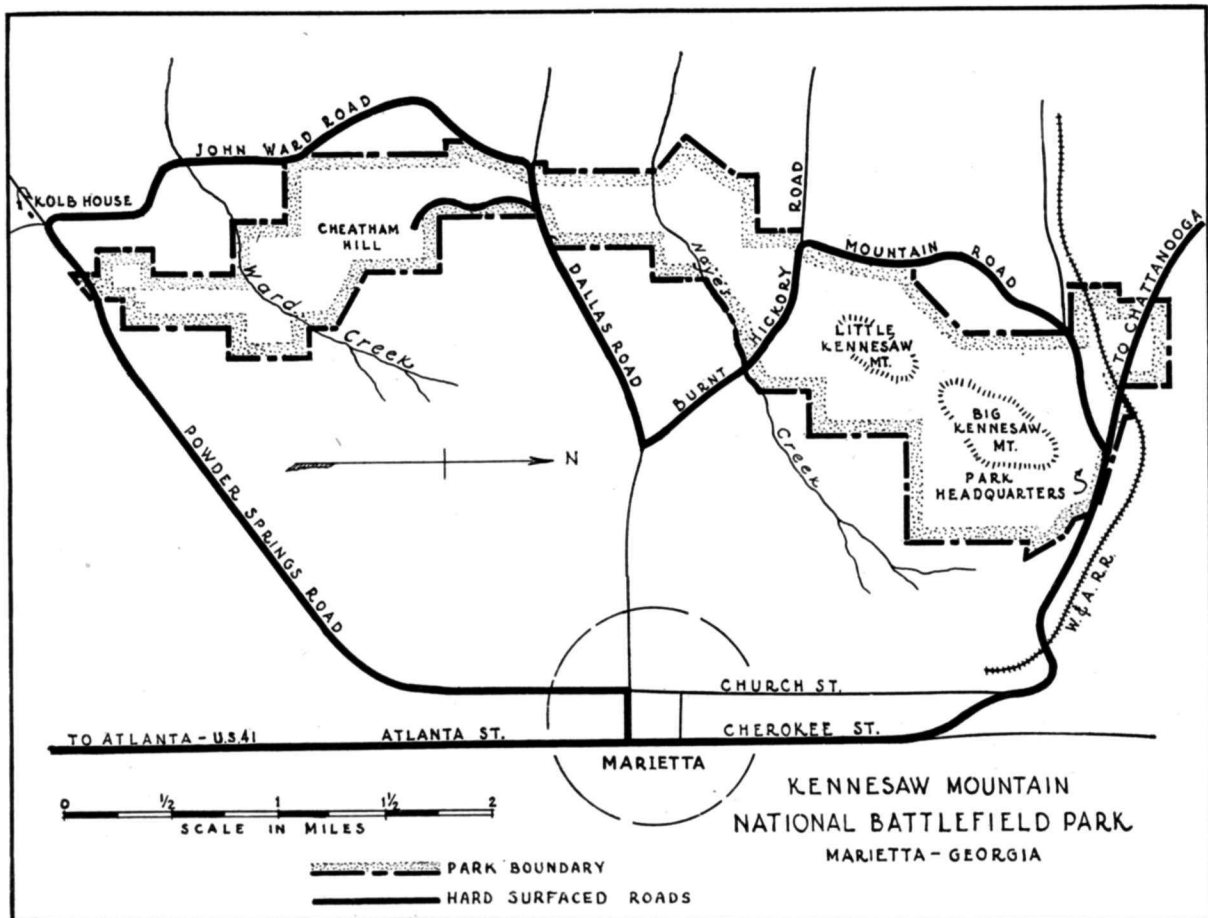 JOHN WARD ROAD
KOLB HOUSE
CHEATHAM
HILL
Ward
Creek
DALLAS ROAD
Noyes
Creek
BURNT HICKORY ROAD
MOUNTAIN ROAD
TO CHATTANOOGA
LITTLE
KENNESAW
MT.
BIG
KENNESAW
MT.
PARK
HEADQUARTERS
N
POWDER SPRINGS ROAD
W. & A. R.R.
CHURCH ST.
TO ATLANTA - U.S. 41
ATLANTA ST.
CHEROKEE ST.
MARIETTA
0 1/2 1 1 1/2 2
SCALE IN MILES
KENNESAW MOUNTAIN
NATIONAL BATTLEFIELD PARK
MARIETTA - GEORGIA
PARK BOUNDARY
HARD SURFACED ROADS